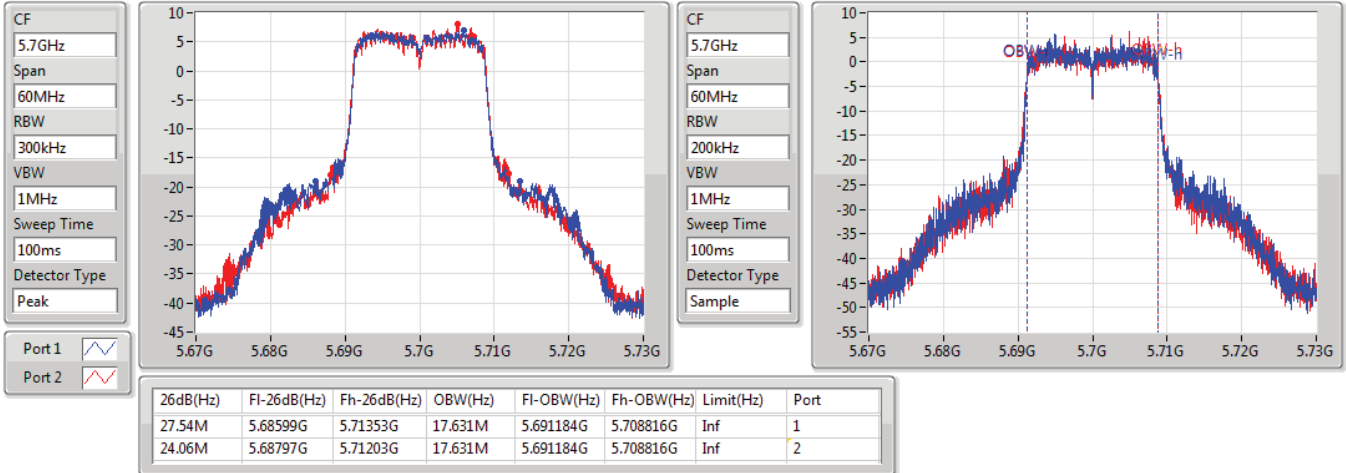 CF
5.7GHz
Span
60MHz
RBW
300kHz
VBW
1MHz
Sweep Time
100ms
Detector Type
Peak
10
5
0
-5
-10
-15
-20
-25
-30
-35
-40
-45
5.67G 5.68G 5.69G 5.7G 5.71G 5.72G 5.73G
CF
5.7GHz
Span
60MHz
RBW
200kHz
VBW
1MHz
Sweep Time
100ms
Detector Type
Sample
10
5
0
-5
-10
-15
-20
-25
-30
-35
-40
-45
-50
-55
5.67G 5.68G 5.69G 5.7G 5.71G 5.72G 5.73G
Port 1
Port 2
26dB(Hz) Fl-26dB(Hz) Fh-26dB(Hz) OBW(Hz) Fl-OBW(Hz) Fh-OBW(Hz) Limit(Hz) Port
27.54M 5.68599G 5.71353G 17.631M 5.691184G 5.708816G Inf 1
24.06M 5.68797G 5.71203G 17.631M 5.691184G 5.708816G Inf 2